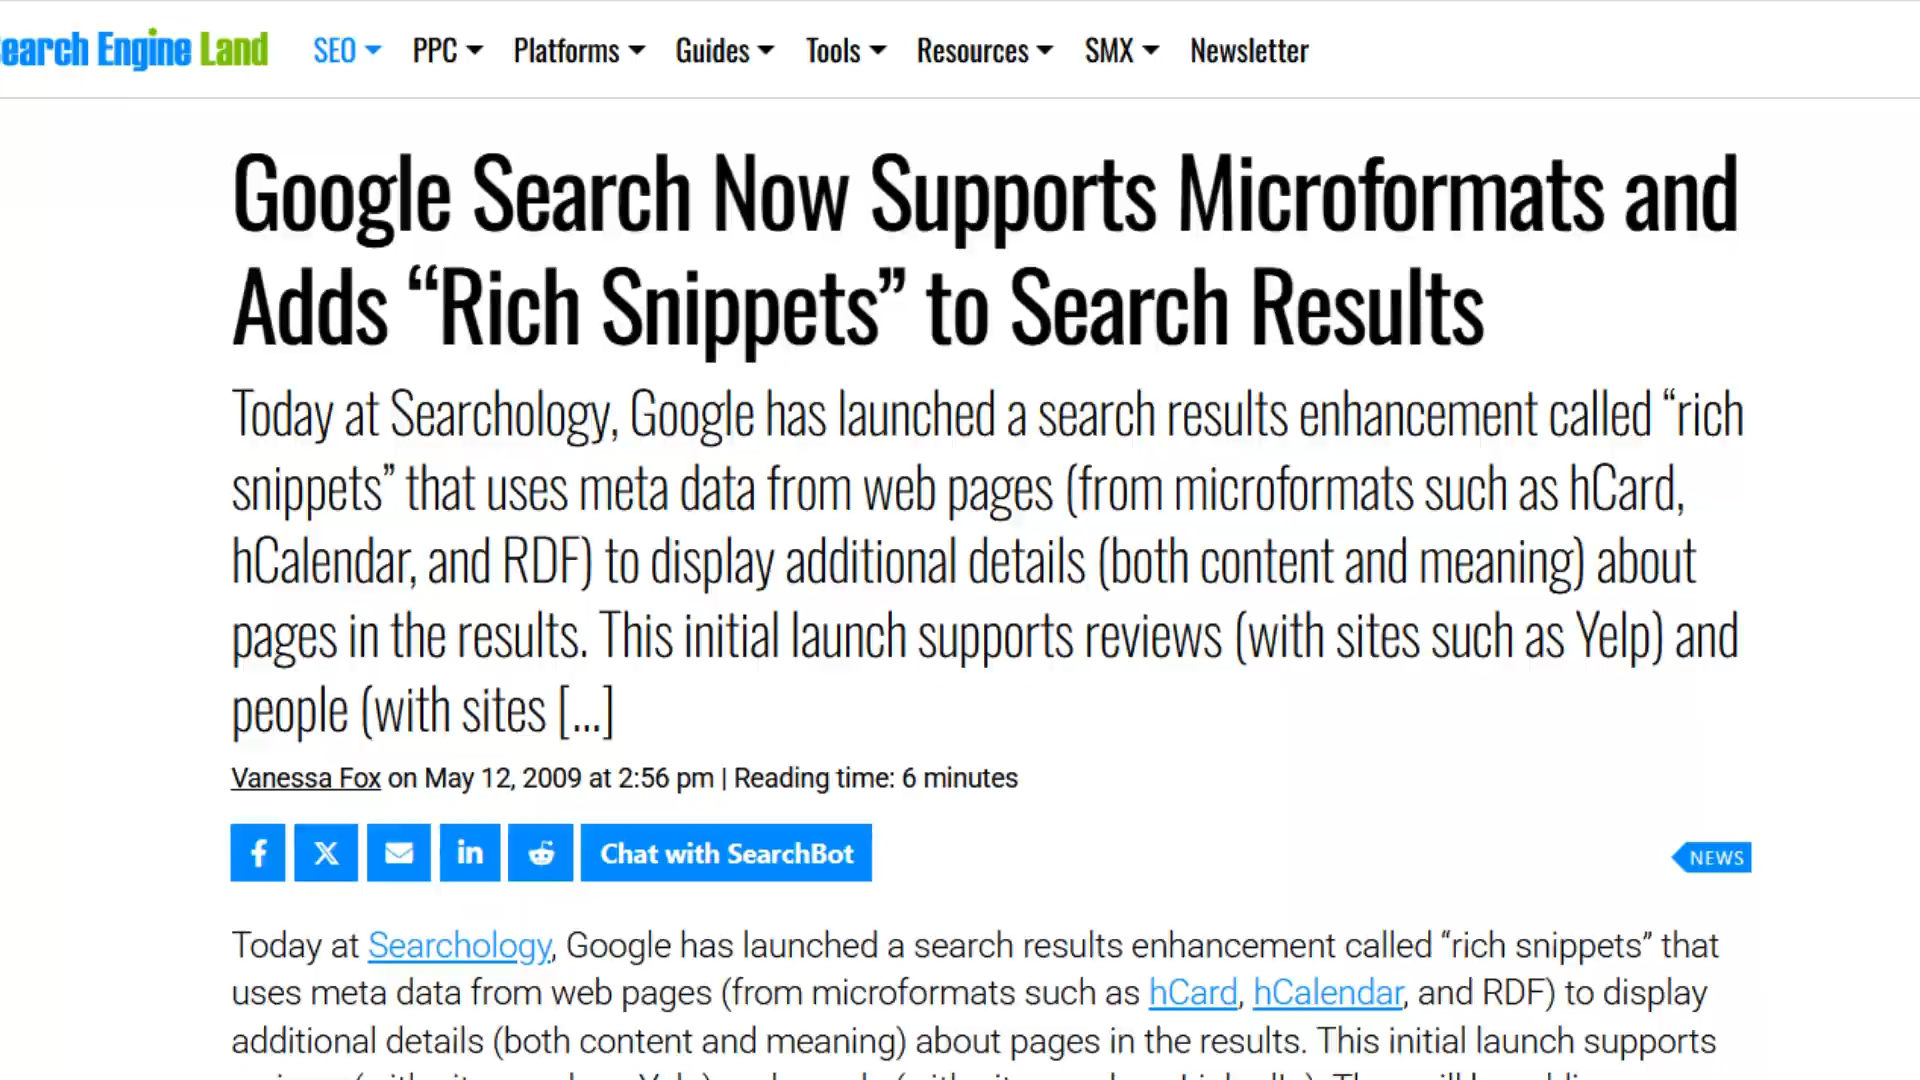 earch Engine Land SEO PPC Platforms Guides Tools Resources SMX Newsletter
Google Search Now Supports Microformats and
Adds “Rich Snippets” to Search Results
Today at Searchology, Google has launched a search results enhancement called “rich
snippets” that uses meta data from web pages (from microformats such as hCard,
hCalendar, and RDF) to display additional details (both content and meaning) about
pages in the results. This initial launch supports reviews (with sites such as Yelp) and
people (with sites […]
Vanessa Fox on May 12, 2009 at 2:56 pm | Reading time: 6 minutes
Chat with SearchBot
NEWS
Today at Searchology, Google has launched a search results enhancement called “rich snippets” that
uses meta data from web pages (from microformats such as hCard, hCalendar, and RDF) to display
additional details (both content and meaning) about pages in the results. This initial launch supports